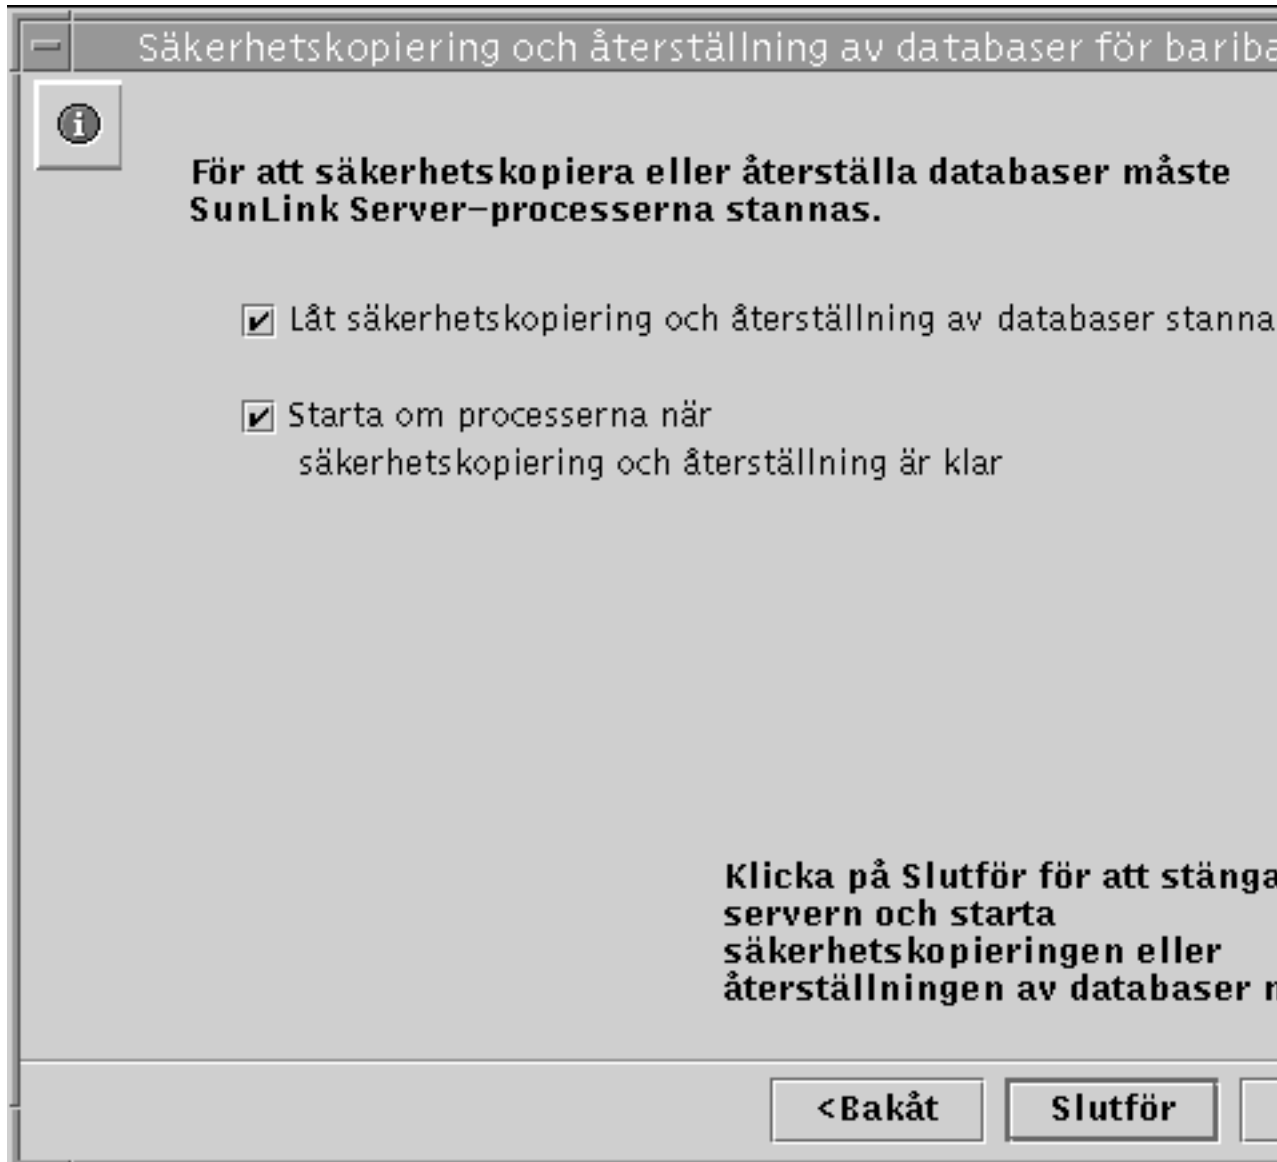 Säkerhetskopiering och återställning av databaser för bariba
För att säkerhetskopiera eller återställa databaser måste
SunLink Server-processerna stannas.
Låt säkerhetskopiering och återställning av databaser stanna
Starta om processerna när
säkerhetskopiering och återställning är klar
Klicka på Slutför för att stänga
servern och starta
säkerhetskopieringen eller
återställningen av databaser
<Bakåt
Slutför